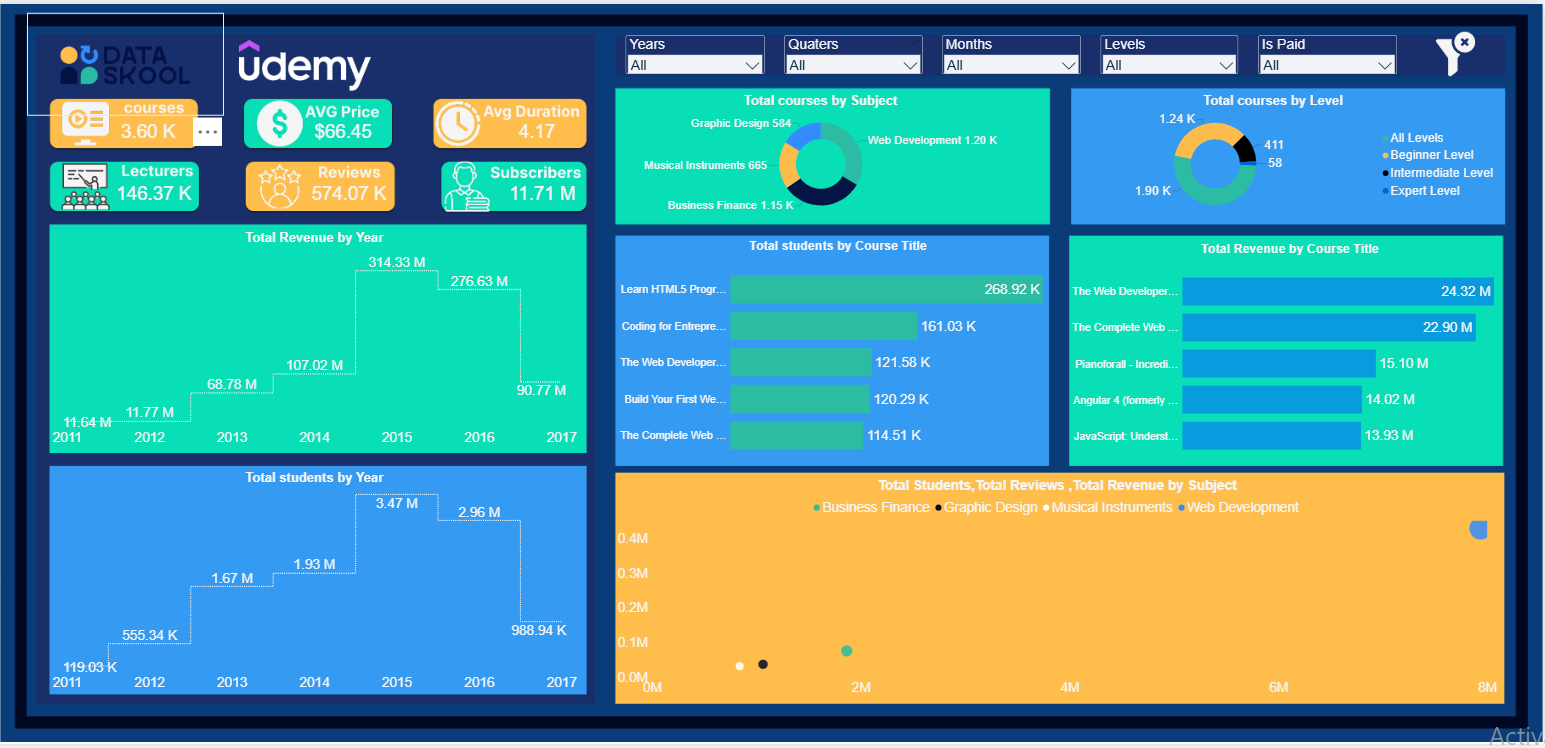 DATA
SKOOL
ûdemy
courses
3.60 K
AVG Price
$66.45
Avg Duration
4.17
Lecturers
146.37 K
Reviews
574.07 K
Subscribers
11.71 M
Years
All
Quaters
All
Months
All
Levels
All
Is Paid
All
Total Revenue by Year
11.64 M
11.77 M
68.78 M
107.02 M
314.33 M
276.63 M
90.77 M
2011 2012 2013 2014 2015 2016 2017
Total students by Year
119.03 K
555.34 K
1.67 M
1.93 M
3.47 M
2.96 M
988.94 K
2011 2012 2013 2014 2015 2016 2017
Total courses by Subject
Graphic Design 584
Web Development 1.20 K
Musical Instruments 665
Business Finance 1.15 K
Total courses by Level
1.24 K
411
58
1.90 K
All Levels
Beginner Level
Intermediate Level
Expert Level
Total students by Course Title
Learn HTML5 Progr... 268.92 K
Coding for Entrepre... 161.03 K
The Web Developer... 121.58 K
Build Your First We... 120.29 K
The Complete Web ... 114.51 K
Total Revenue by Course Title
The Web Developer... 24.32 M
The Complete Web ... 22.90 M
Pianoforall - Incredi... 15.10 M
Angular 4 (formerly ... 14.02 M
JavaScript: Underst... 13.93 M
Total Students,Total Reviews ,Total Revenue by Subject
Business Finance Graphic Design Musical Instruments Web Development
0.4M
0.3M
0.2M
0.1M
0.0M
0M 2M 4M 6M 8M
Activ